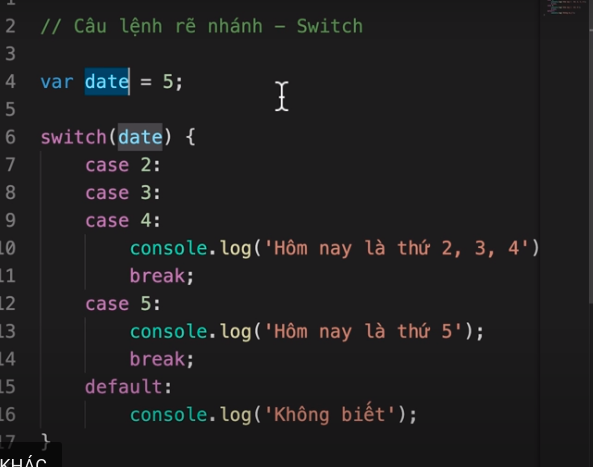 2 // Câu lệnh rẽ nhánh – Switch
3
4 var date = 5;
5
6 switch(date) {
7 case 2:
8 case 3:
9 case 4:
10 console.log('Hôm nay là thứ 2, 3, 4')
11 break;
12 case 5:
13 console.log('Hôm nay là thứ 5');
14 break;
15 default:
16 console.log('Không biết');
17 }
KHÁC